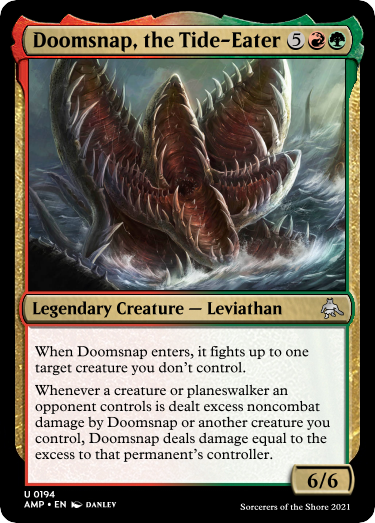 Doomsnap, the Tide-Eater 5
Legendary Creature — Leviathan
When Doomsnap enters, it fights up to one
target creature you don't control.
Whenever a creature or planeswalker an
opponent controls is dealt excess noncombat
damage by Doomsnap or another creature you
control, Doomsnap deals damage equal to the
excess to that permanent's controller.
6/6
U 0194
AMP • EN DANLEV
Sorcerers of the Shore 2021